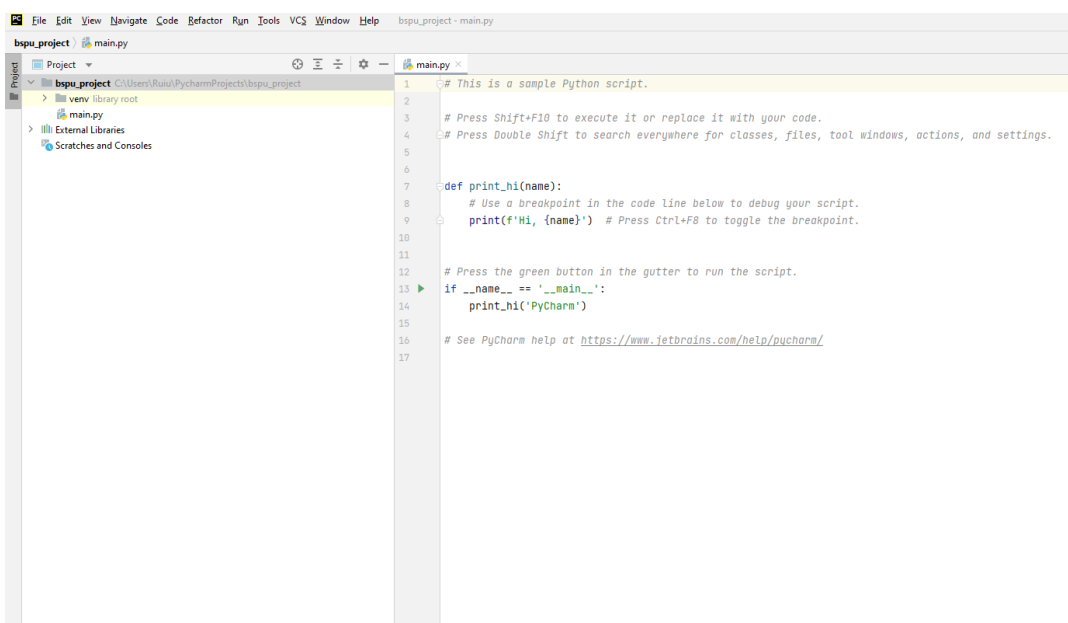 PC File Edit View Navigate Code Refactor Run Tools VCS Window Help bspu_project - main.py
bspu_project main.py
Project
Project
bspu_project C:\Users\Ruiu\PycharmProjects\bspu_project
venv library root
main.py
External Libraries
Scratches and Consoles
main.py
1 # This is a sample Python script.
2
3 # Press Shift+F10 to execute it or replace it with your code.
4 # Press Double Shift to search everywhere for classes, files, tool windows, actions, and settings.
5
6
7 def print_hi(name):
8 # Use a breakpoint in the code line below to debug your script.
9 print(f'Hi, {name}') # Press Ctrl+F8 to toggle the breakpoint.
10
11
12 # Press the green button in the gutter to run the script.
13 if __name__ == '__main__':
14 print_hi('PyCharm')
15
16 # See PyCharm help at https://www.jetbrains.com/help/pycharm/
17